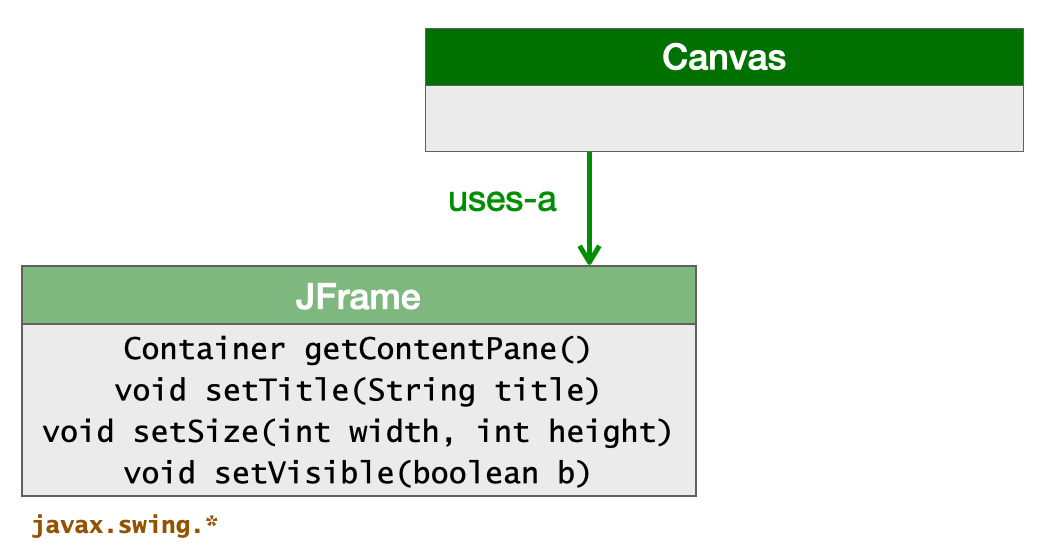 Canvas
uses-a
JFrame
Container getContentPane()
void setTitle(String title)
void setSize(int width, int height)
void setVisible(boolean b)
javax.swing.*